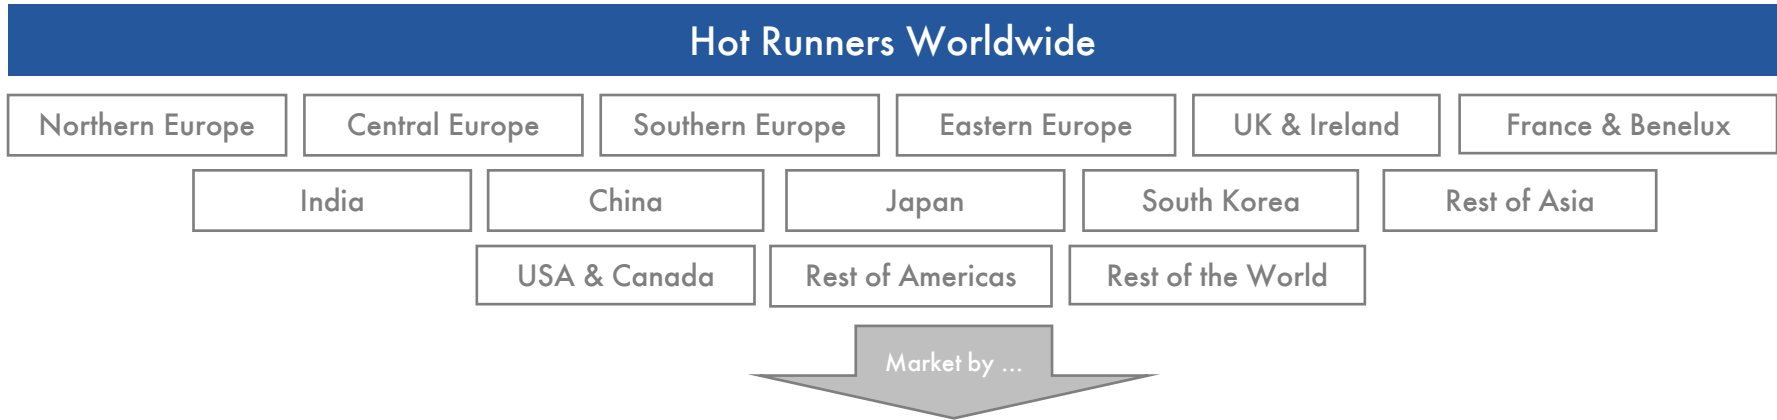 Hot Runners Worldwide
Northern Europe Central Europe Southern Europe Eastern Europe UK & Ireland France & Benelux
India China Japan South Korea Rest of Asia
USA & Canada Rest of Americas Rest of the World
Market by ...